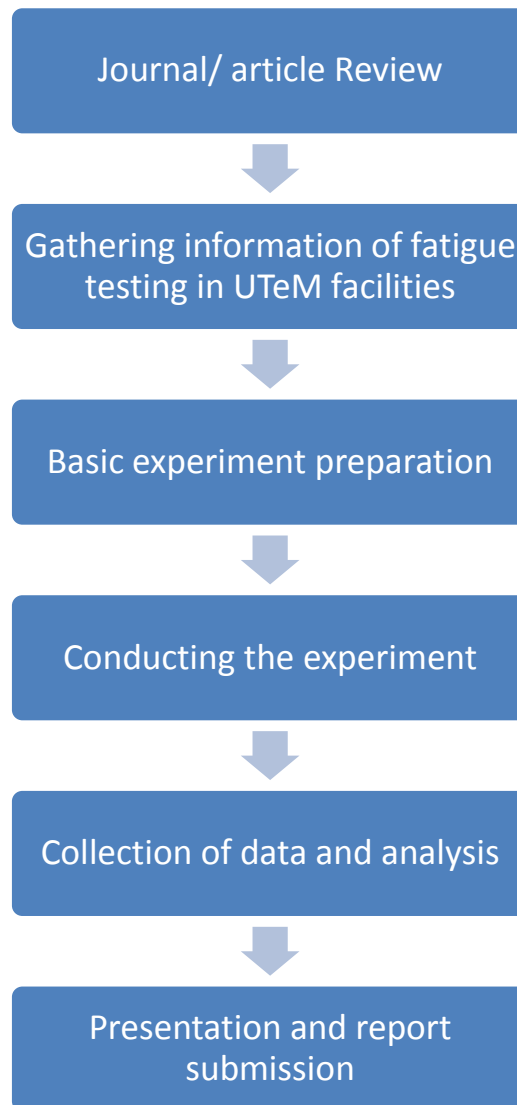 Journal/ article Review
Gathering information of fatigue
testing in UTeM facilities
Basic experiment preparation
Conducting the experiment
Collection of data and analysis
Presentation and report
submission